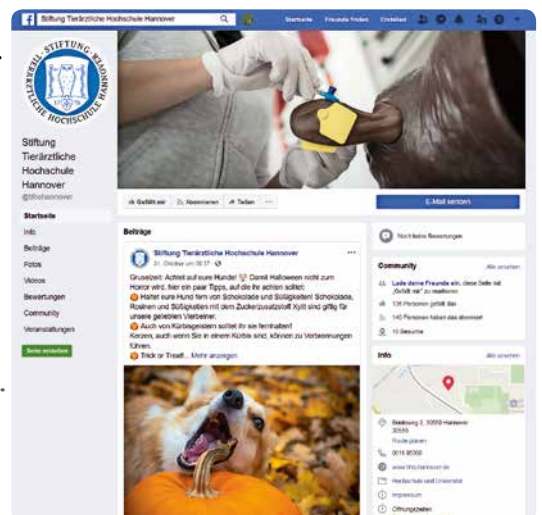 Stiftung Tierärztliche Hochschule Hannover
Startseite Freunde finden Erstellen
STIFTUNG
TIERÄRZTLICHE HOCHSCHULE HANNOVER
1778
Stiftung
Tierärztliche
Hochschule
Hannover
Startseite
Info
Beiträge
Fotos
Videos
Bewertungen
Community
Veranstaltungen
Seite erstellen
Gefällt mir Abonnieren Teilen ...
E-Mail senden
Beiträge
Stiftung Tierärztliche Hochschule Hannover
31. Oktober um
Gruselzeit: Achtet auf eure Hunde! Damit Halloween nicht zum
Horror wird, hier ein paar Tipps, auf die ihr achten solltet:
Haltet eure Hund fern von Schokolade und Süßigkeiten! Schokolade,
Rosinen und Süßigkeiten mit dem Zuckerzusatzstoff Xylit sind giftig für
unsere geliebten Vierbeiner.
Auch von Kürbisgeistern solltet ihr sie fernhalten!
Kerzen, auch wenn Sie in einem Kürbis sind, können zu Verbrennungen
führen.
Trick or Treat!... Mehr anzeigen
Noch keine Bewertungen
Community Alle ansehen
Lade deine Freunde ein, diese Seite mit
„Gefällt mir“ zu markieren
Personen gefällt das
140 Personen haben das abonniert
Besuche
Info Alle ansehen
Hannover
Route planen
www.tiho-hannover.de
Hochschule und Universität
Impressum
Öffnungszeiten